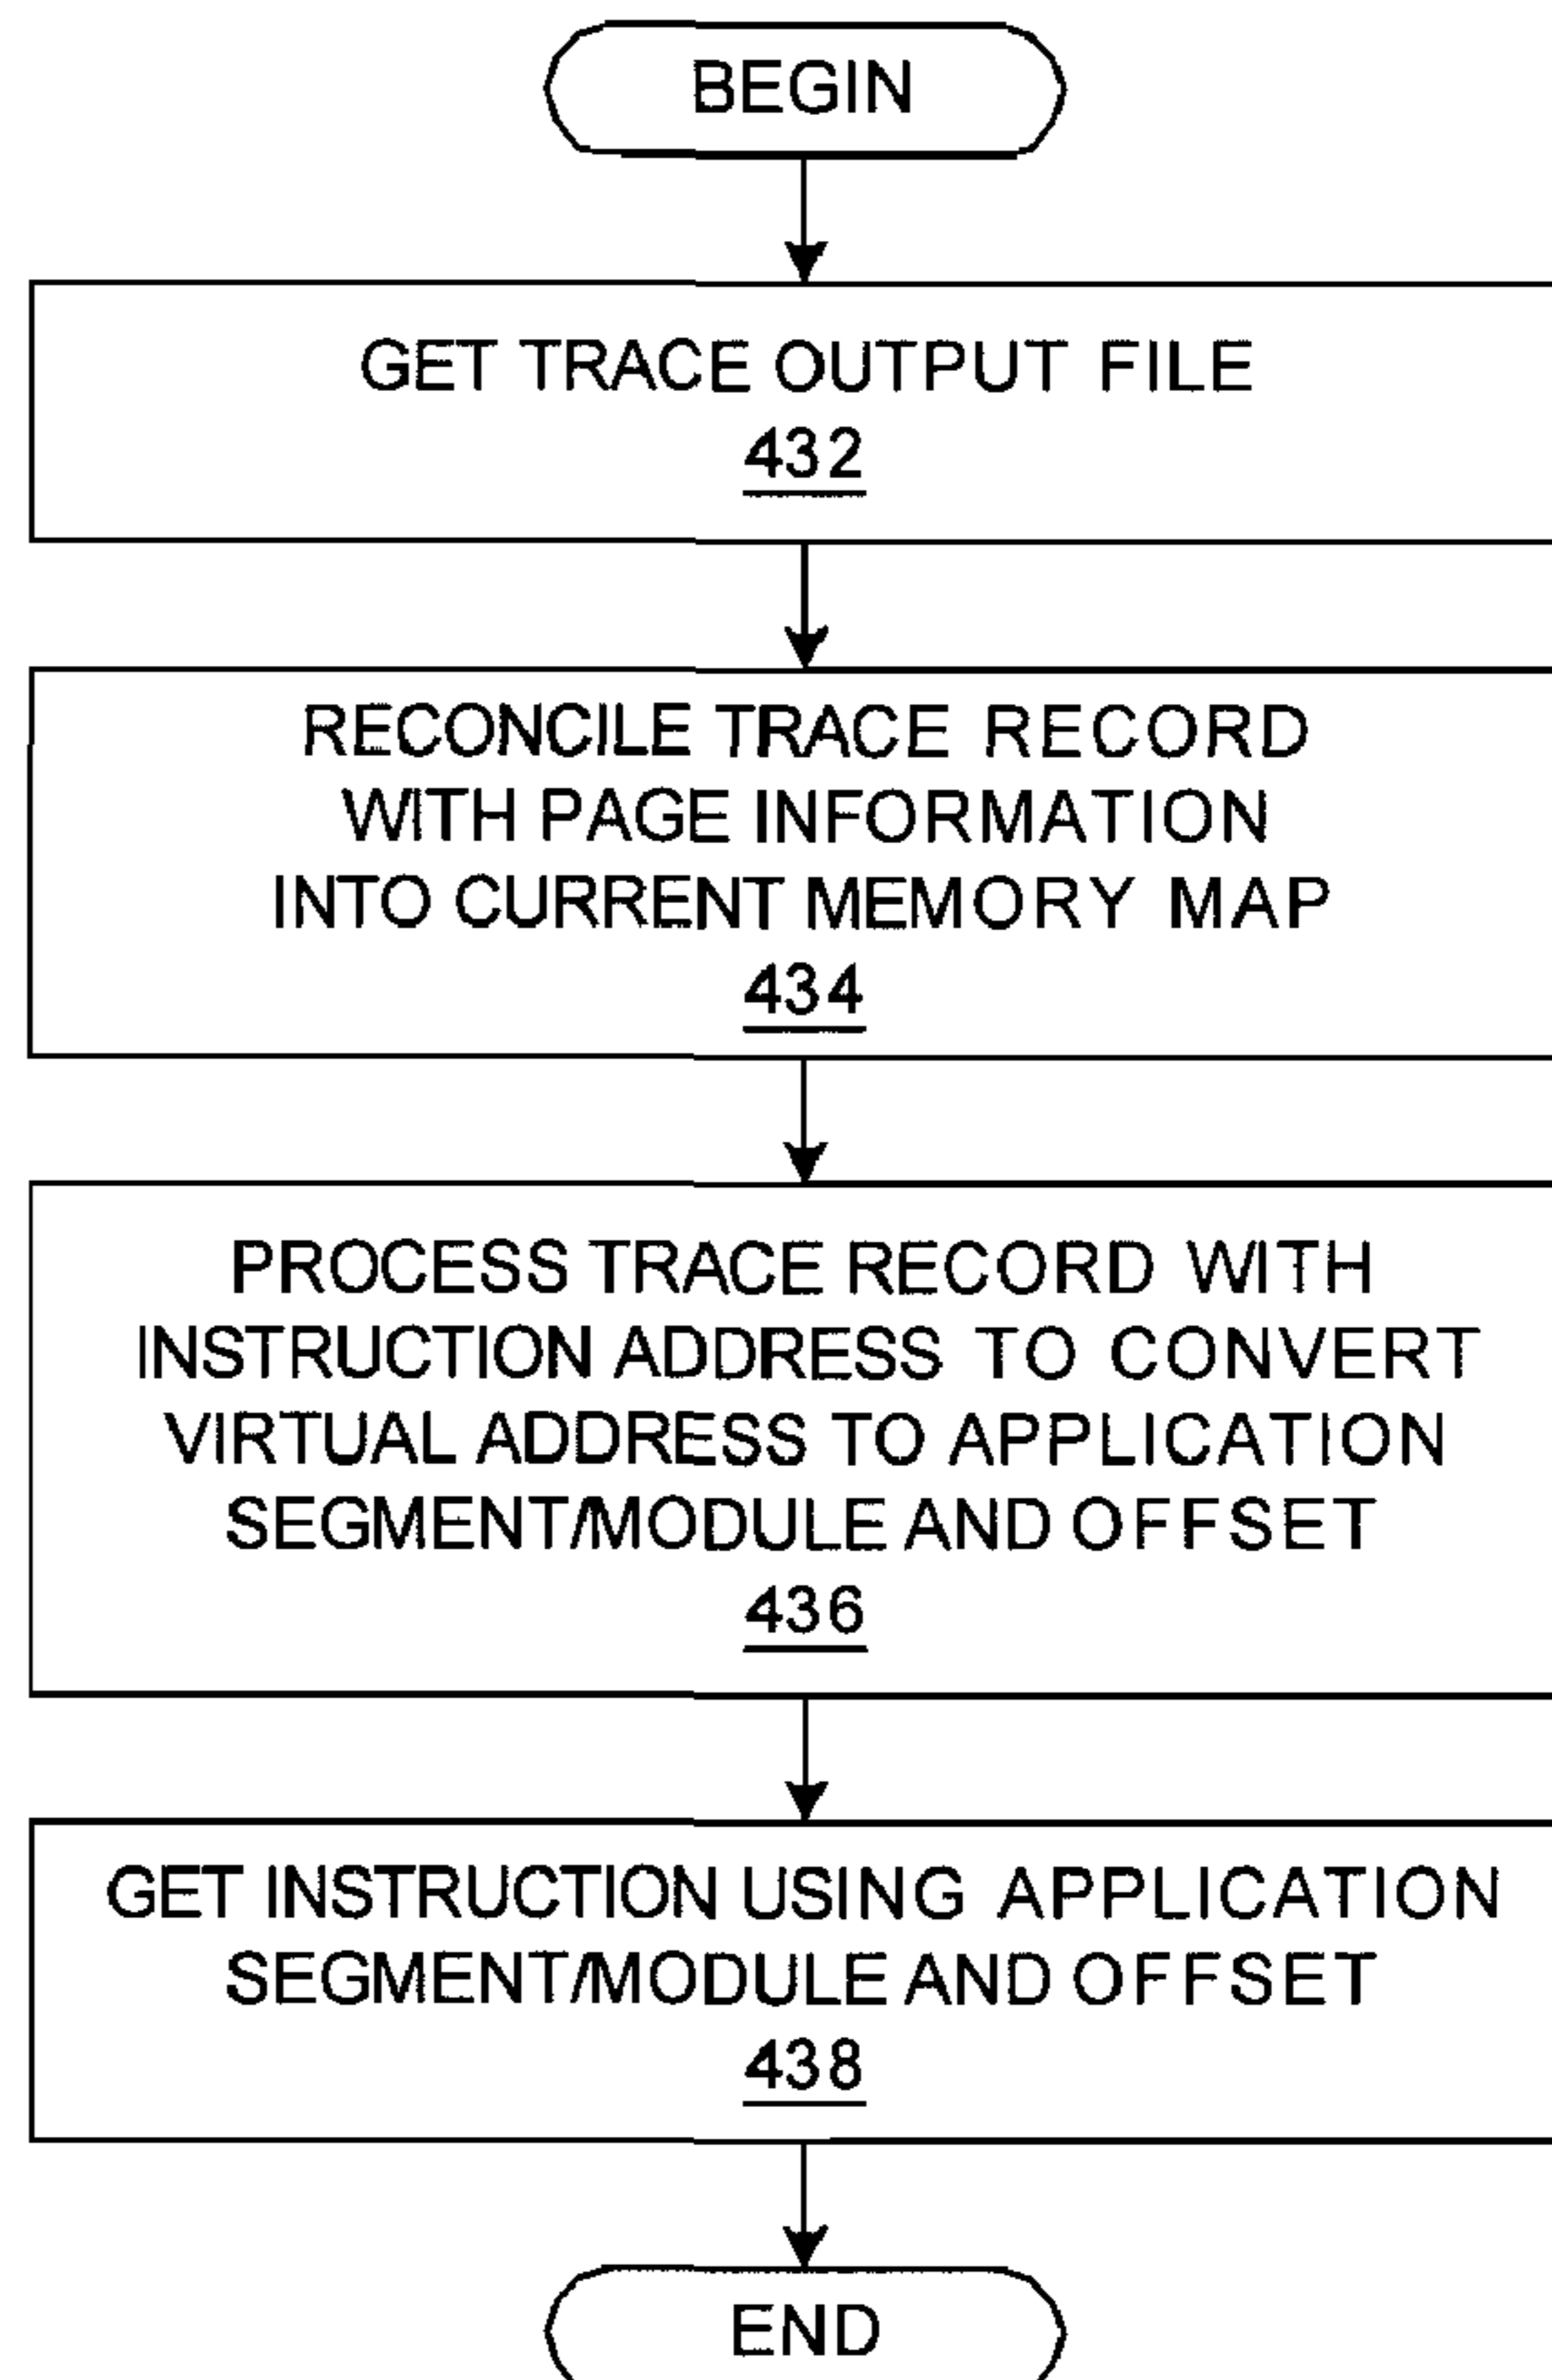 BEGIN
GET TRACE OUTPUT FILE
432
RECONCILE TRACE RECORD
WITH PAGE INFORMATION
INTO CURRENT MEMORY MAP
434
PROCESS TRACE RECORD WITH
INSTRUCTION ADDRESS TO CONVERT
VIRTUAL ADDRESS TO APPLICATION
SEGMENT/MODULE AND OFFSET
436
GET INSTRUCTION USING APPLICATION
SEGMENT/MODULE AND OFFSET
438
END